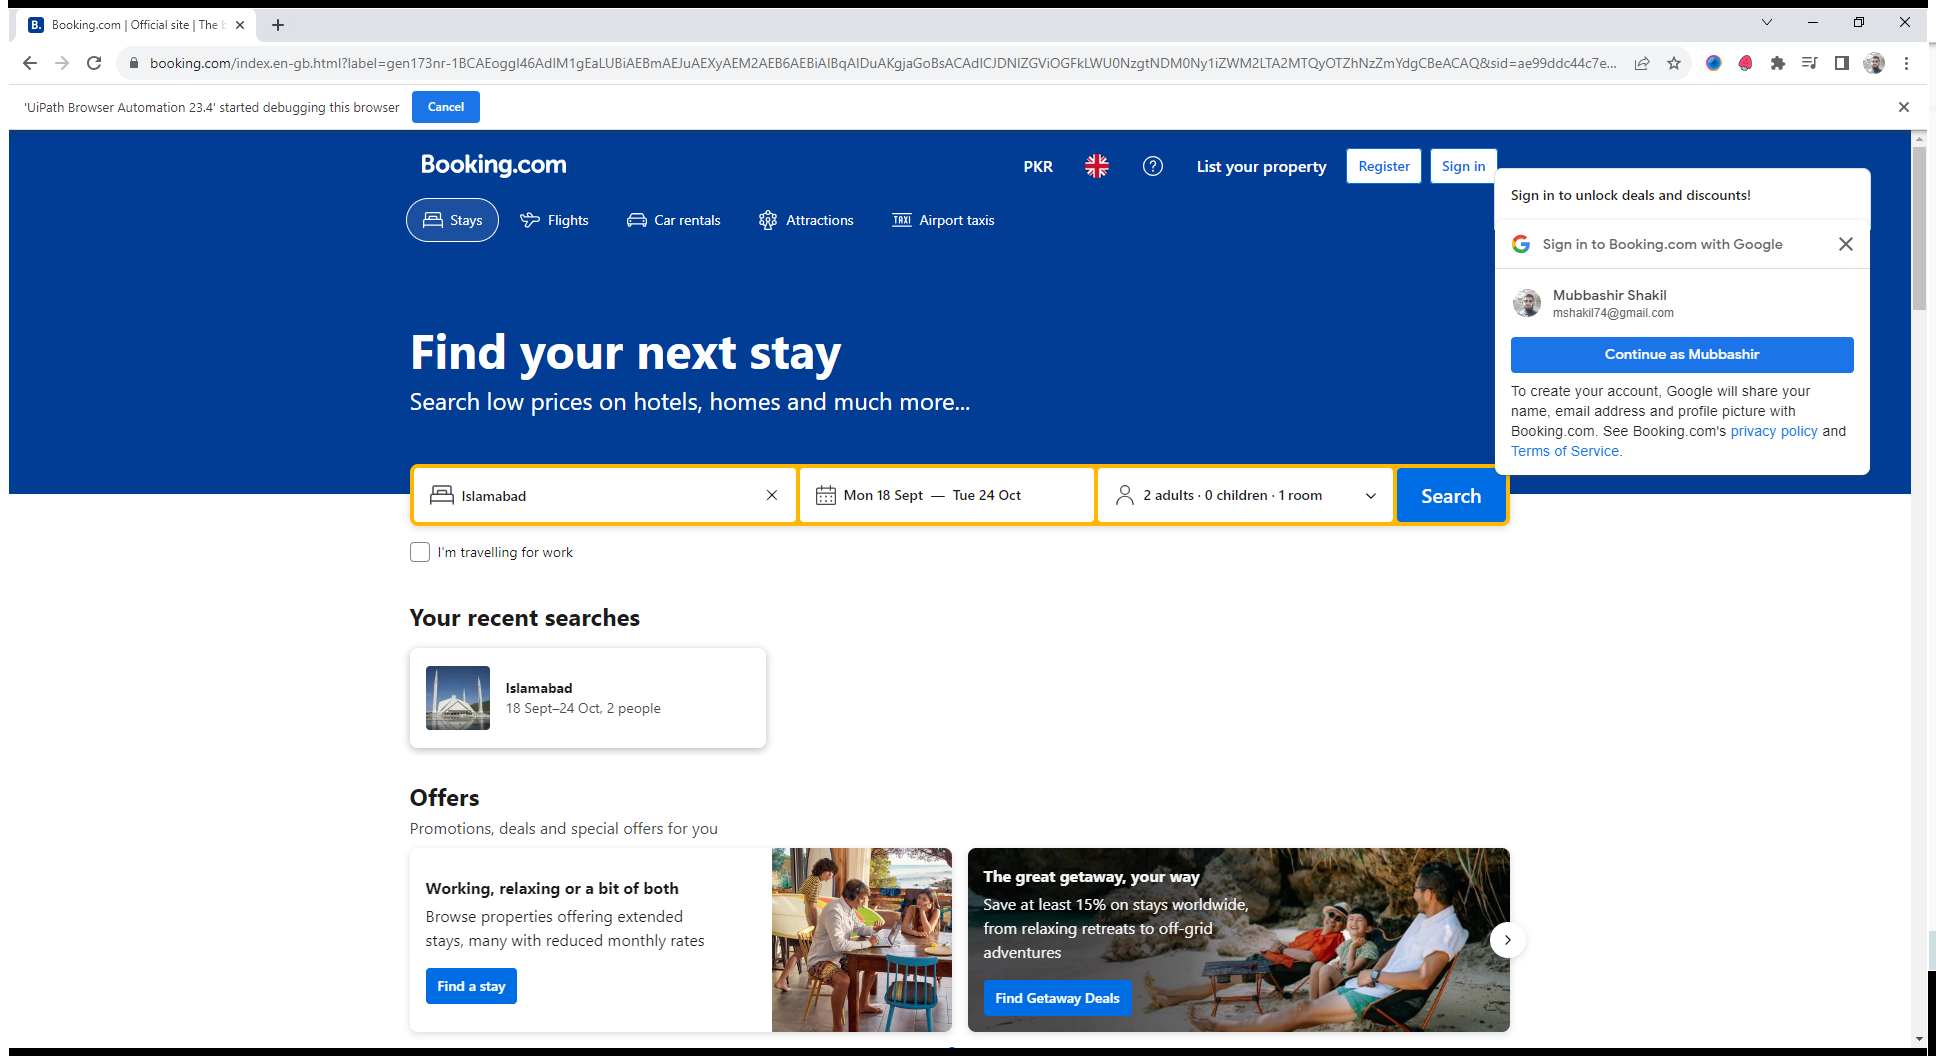 B. Booking.com | Official site | The b
booking.com/index.en-gb.html?label=gen173nr-1BCAEoggI46AdIM1gEaLUBiAEBmAEJuAEXyAEM2AEB6AEBiAIBqAIDuAKgjaGoBsACAdICJDNlZGViOGFkLWU0NzgtNDM0Ny1iZWM2LTA2MTQyOTZhNzZmYdgCBeACAQ&sid=ae99ddc44c7e...
'UiPath Browser Automation 23.4' started debugging this browser
Cancel
Booking.com
PKR
List your property
Register
Sign in
Stays
Flights
Car rentals
Attractions
TAXI
Airport taxis
Sign in to unlock deals and discounts!
Sign in to Booking.com with Google
Mubbashir Shakil
mshakil74@gmail.com
Continue as Mubbashir
To create your account, Google will share your
name, email address and profile picture with
Booking.com. See Booking.com's privacy policy and
Terms of Service.
Find your next stay
Search low prices on hotels, homes and much more...
Islamabad
Mon 18 Sept — Tue 24 Oct
2 adults · 0 children · 1 room
Search
I'm travelling for work
Your recent searches
Islamabad
18 Sept–24 Oct, 2 people
Offers
Promotions, deals and special offers for you
Working, relaxing or a bit of both
Browse properties offering extended
stays, many with reduced monthly rates
Find a stay
The great getaway, your way
Save at least 15% on stays worldwide,
from relaxing retreats to off-grid
adventures
Find Getaway Deals